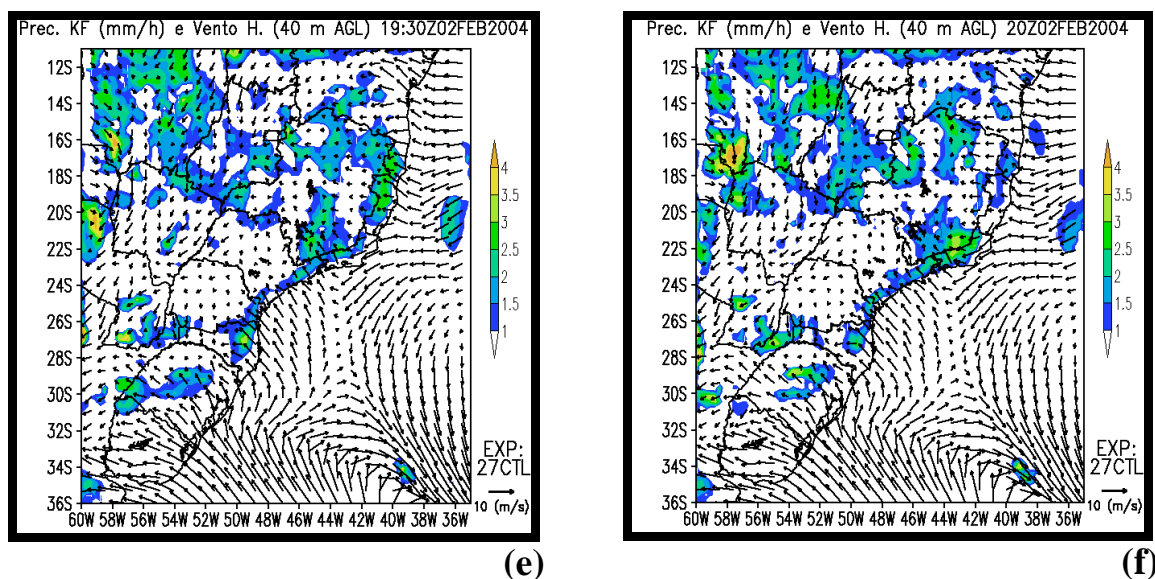 Prec. KF (mm/h) e Vento H. (40 m AGL) 19:30Z02FEB2004
12S
14S
16S
18S
20S
22S
24S
26S
28S
30S
32S
34S
36S
60W 58W 56W 54W 52W 50W 48W 46W 44W 42W 40W 38W 36W
4
3.5
3
2.5
2
1.5
1
EXP:
27CTL
10 (m/s)
(e)
Prec. KF (mm/h) e Vento H. (40 m AGL) 20Z02FEB2004
12S
14S
16S
18S
20S
22S
24S
26S
28S
30S
32S
34S
36S
60W 58W 56W 54W 52W 50W 48W 46W 44W 42W 40W 38W 36W
4
3.5
3
2.5
2
1.5
1
EXP:
27CTL
10 (m/s)
(f)